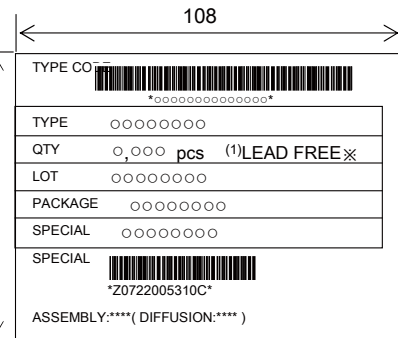 108
TYPE CODE
*○○○○○○○○○○○○○○*
TYPE ○○○○○○○○
QTY ○,○○○ pcs (1)LEAD FREE※
LOT ○○○○○○○○
PACKAGE ○○○○○○○○
SPECIAL ○○○○○○○○
SPECIAL
*Z0722005310C*
ASSEMBLY:****( DIFFUSION:**** )